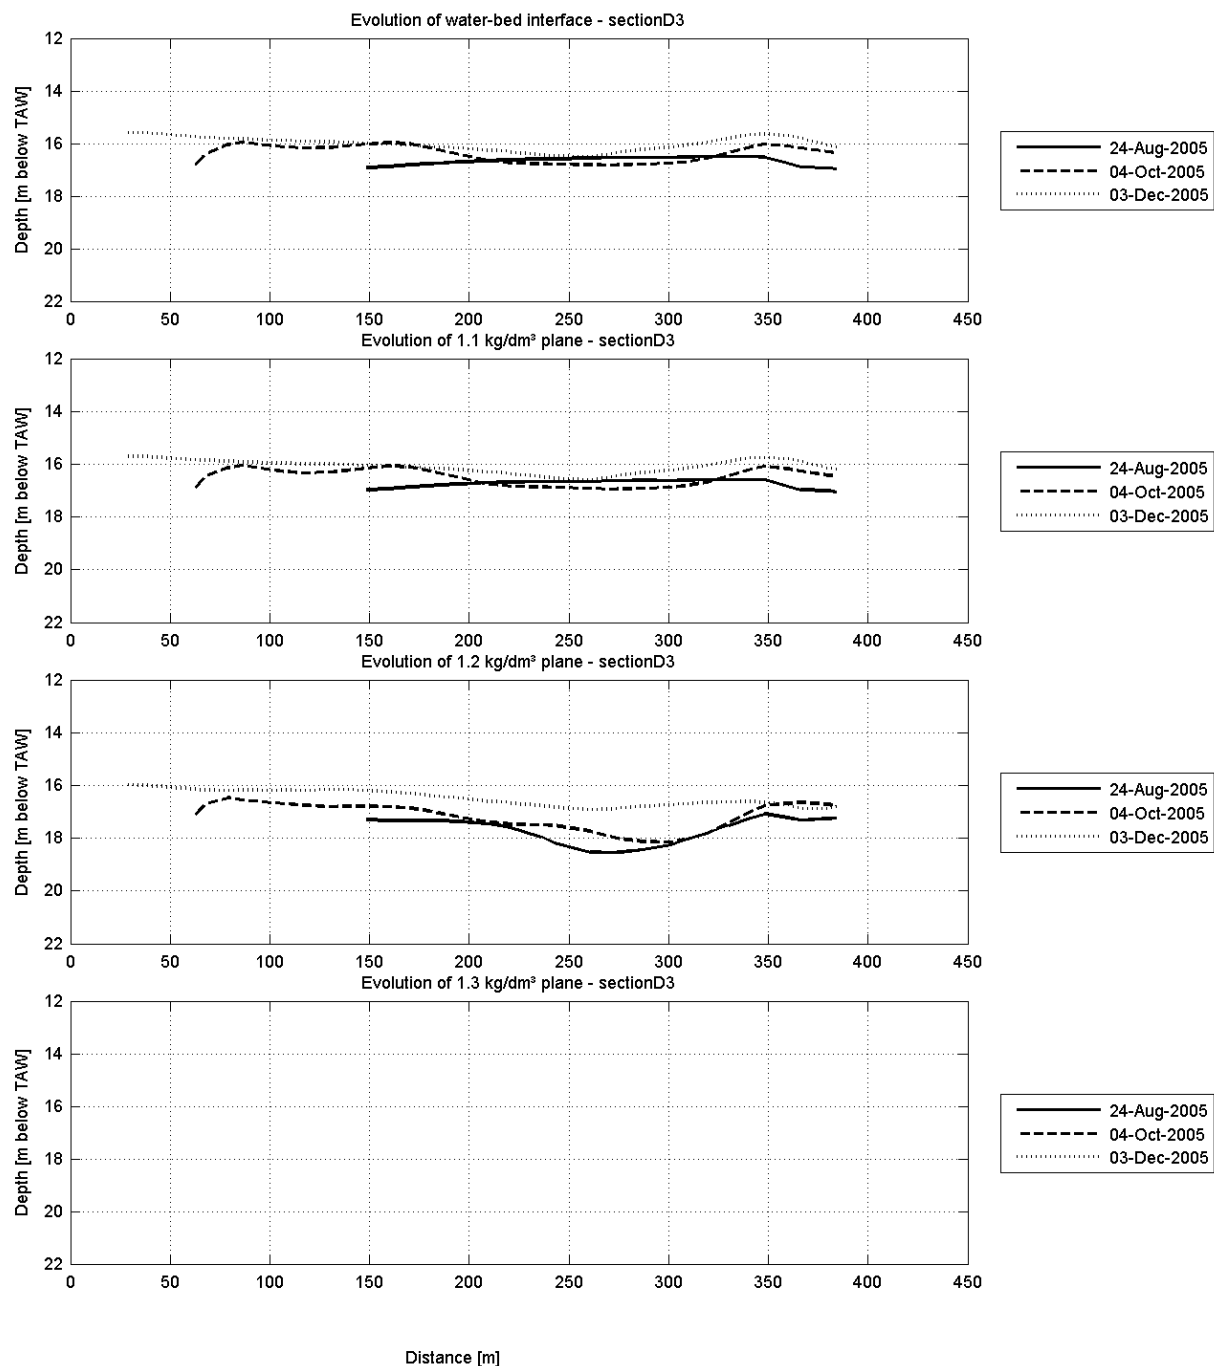 Evolution of water-bed interface - sectionD3
Depth [m below TAW]
12
14
16
18
20
22
0 50 100 150 200 250 300 350 400 450
24-Aug-2005
04-Oct-2005
03-Dec-2005
Evolution of 1.1 kg/dm³ plane - sectionD3
Depth [m below TAW]
12
14
16
18
20
22
0 50 100 150 200 250 300 350 400 450
24-Aug-2005
04-Oct-2005
03-Dec-2005
Evolution of 1.2 kg/dm³ plane - sectionD3
Depth [m below TAW]
12
14
16
18
20
22
0 50 100 150 200 250 300 350 400 450
24-Aug-2005
04-Oct-2005
03-Dec-2005
Evolution of 1.3 kg/dm³ plane - sectionD3
Depth [m below TAW]
12
14
16
18
20
22
0 50 100 150 200 250 300 350 400 450
24-Aug-2005
04-Oct-2005
03-Dec-2005
Distance [m]